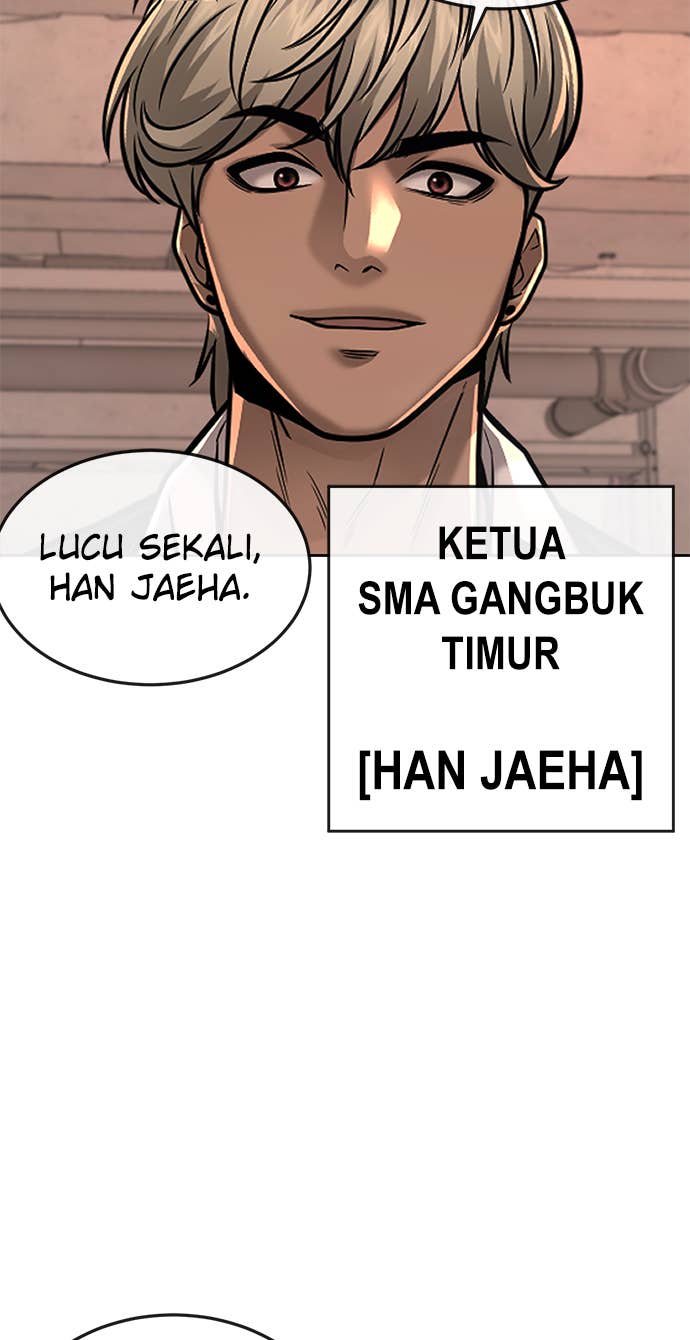 LUCU SEKALI,
HAN JAEHA.
KETUA
SMA GANGBUK
TIMUR
[HAN JAEHA]